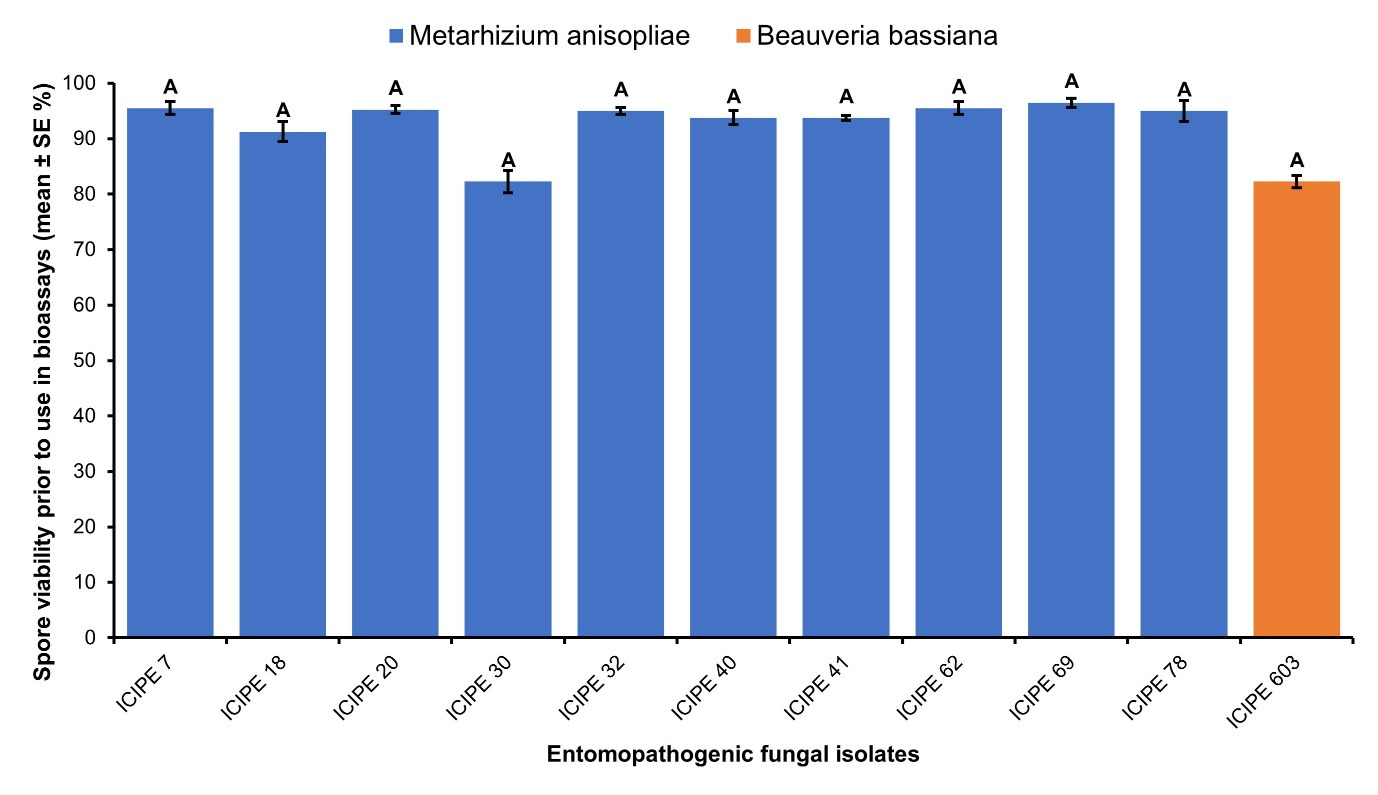 Metarhizium anisopliae
Beauveria bassiana
Spore viability prior to use in bioassays (mean ± SE %)
100
90
80
70
60
50
40
30
20
10
0
A
A
A
A
A
A
A
A
A
A
A
ICIPE 7
ICIPE 18
ICIPE 20
ICIPE 30
ICIPE 32
ICIPE 40
ICIPE 41
ICIPE 62
ICIPE 69
ICIPE 78
ICIPE 603
Entomopathogenic fungal isolates